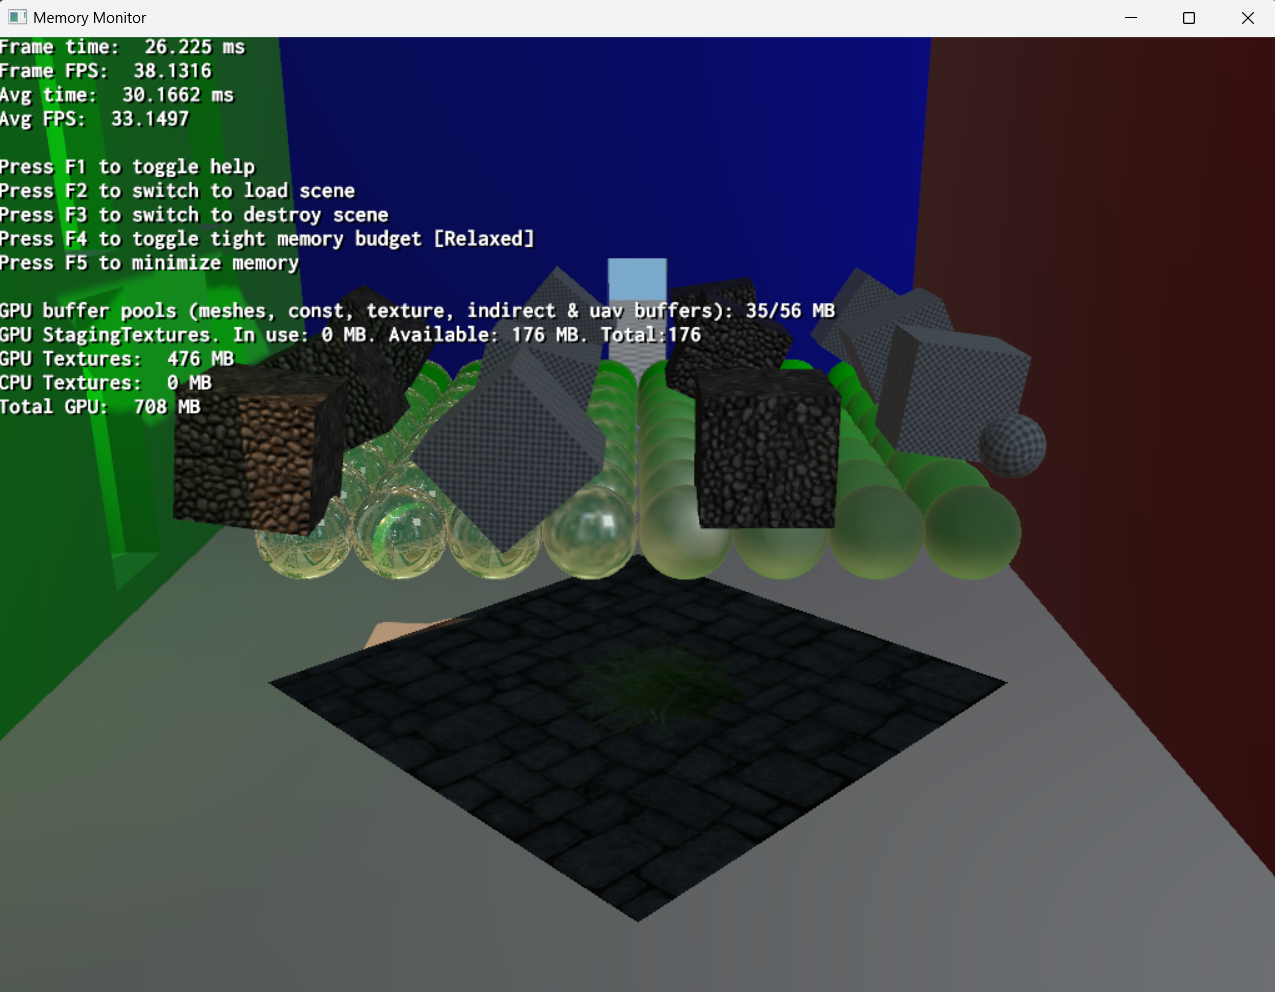 Memory Monitor
Frame time:  26.225 ms
Frame FPS:  38.1316
Avg time:  30.1662 ms
Avg FPS:  33.1497
Press F1 to toggle help
Press F2 to switch to load scene
Press F3 to switch to destroy scene
Press F4 to toggle tight memory budget [Relaxed]
Press F5 to minimize memory
GPU buffer pools (meshes, const, texture, indirect & uav buffers): 35/56 MB
GPU StagingTextures. In use: 0 MB. Available: 176 MB. Total:176
GPU Textures:  476 MB
CPU Textures:  0 MB
Total GPU:  708 MB